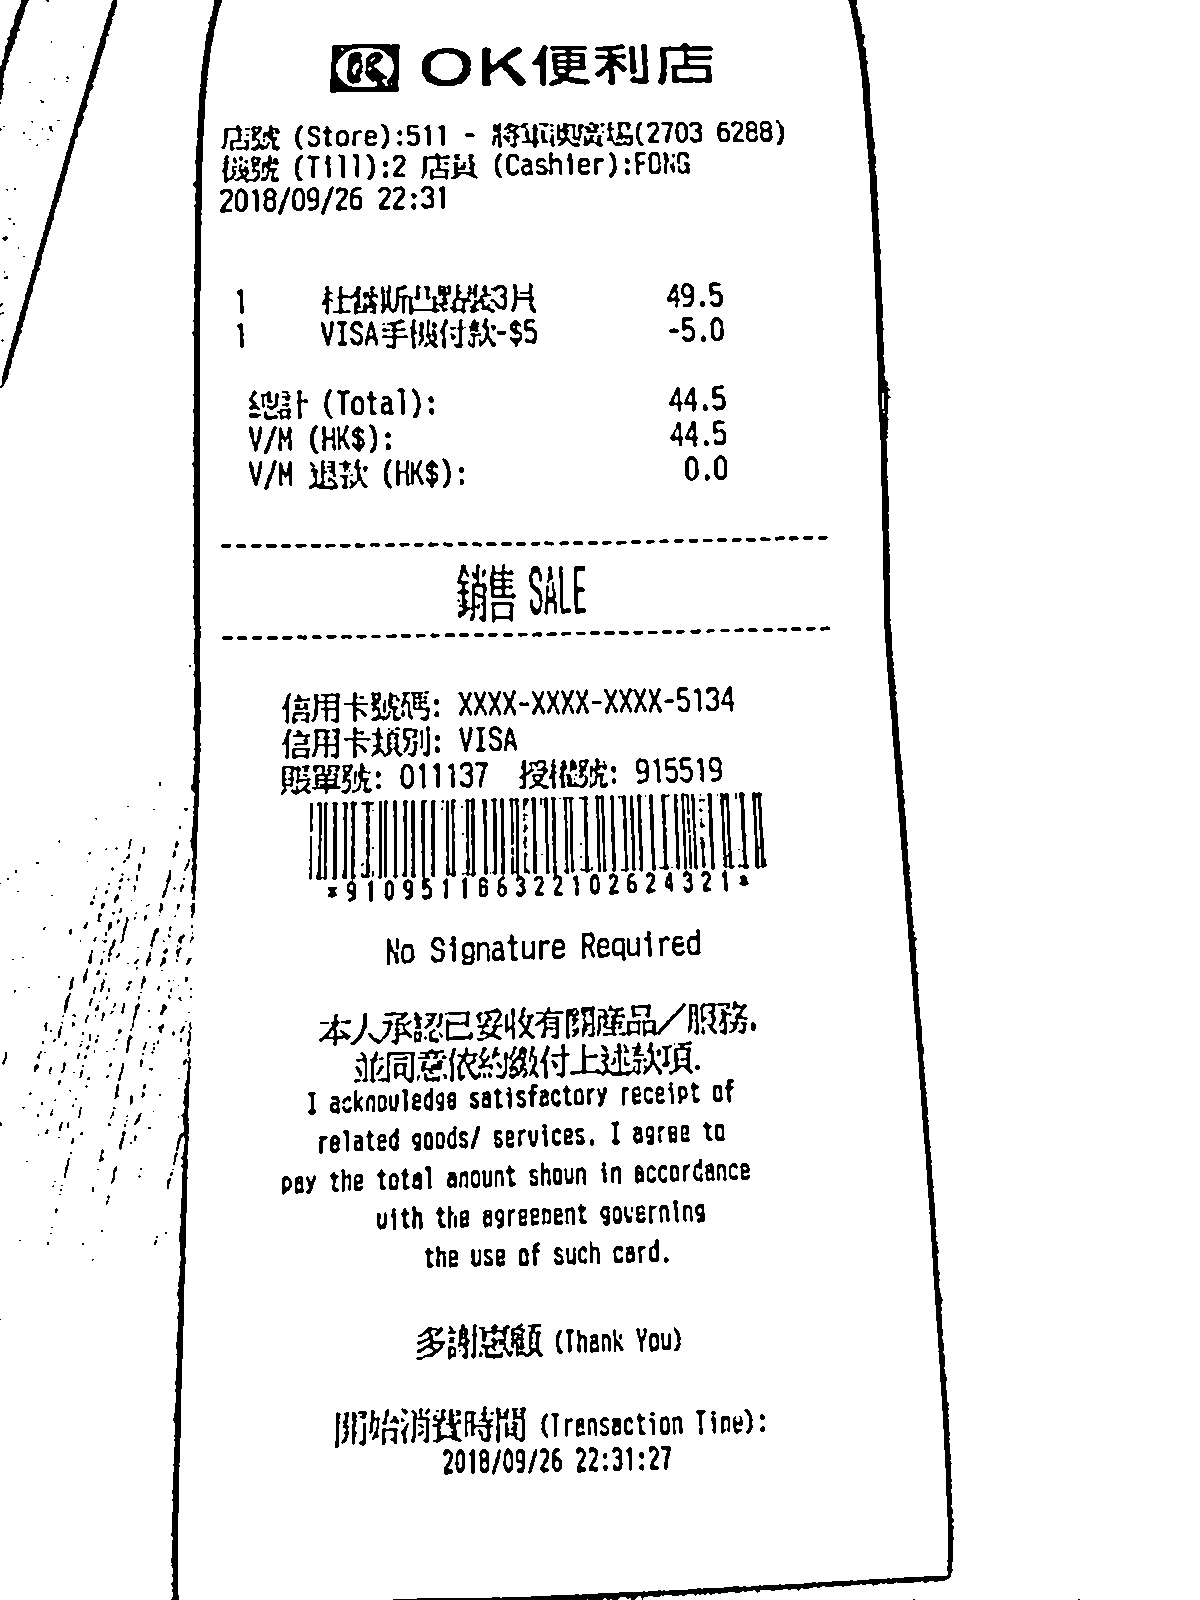 OK OK便利店
店號 (Store):511 - 將軍澳廣場(2703 6288)
機號 (Till):2 店員 (Cashier):FONG
2018/09/26 22:31
1 杜蕾斯凸點裝3片 49.5
1 VISA手機付款-$5 -5.0
總計 (Total): 44.5
V/M (HK$): 44.5
V/M 退款 (HK$): 0.0
銷售 SALE
信用卡號碼: XXXX-XXXX-XXXX-5134
信用卡類別: VISA
賬單號: 011137 授權號: 915519
*910951166322102624321*
No Signature Required
本人承認已妥收有關產品／服務,
並同意依約繳付上述款項.
I acknowledge satisfactory receipt of
related goods/ services. I agree to
pay the total amount shown in accordance
with the agreement governing
the use of such card.
多謝惠顧 (Thank You)
開始消費時間 (Transaction Time):
2018/09/26 22:31:27